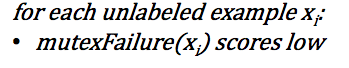 for each unlabeled example xᵢ:
• mutexFailure(xᵢ) scores low